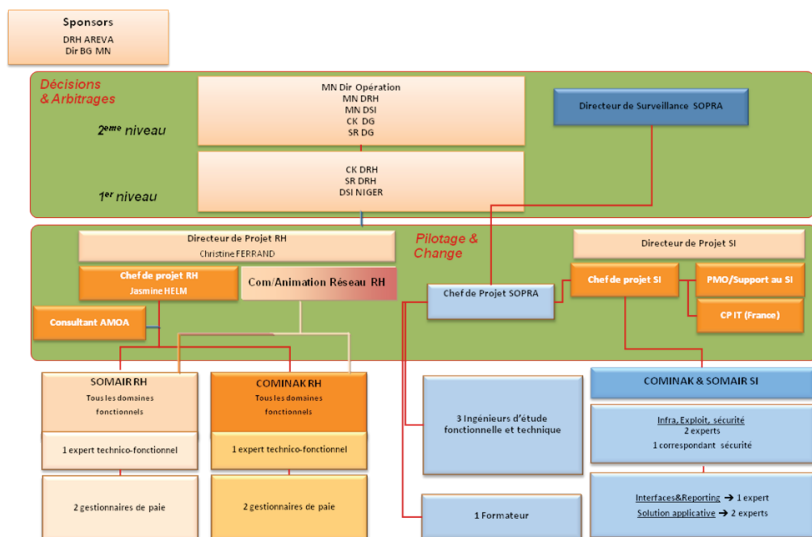 Sponsors
DRH AREVA
Dir BG MN
Décisions
& Arbitrages
2eme niveau
MN Dir Opération
MN DRH
MN DSI
CK DG
SR DG
Directeur de Surveillance SOPRA
1er niveau
CK DRH
SR DRH
DSI NIGER
Directeur de Projet RH
Christine FERRAND
Pilotage &
Change
Directeur de Projet SI
Chef de projet RH
Jasmine HELM
Com/Animation Réseau RH
Chef de Projet SOPRA
Chef de projet SI
PMO/Support au SI
CP IT (France)
Consultant AMOA
SOMAIR RH
Tous les domaines
fonctionnels
1 expert technico-fonctionnel
2 gestionnaires de paie
COMINAK RH
Tous les domaines
fonctionnels
1 expert technico-fonctionnel
2 gestionnaires de paie
3 Ingénieurs d'étude
fonctionnelle et technique
1 Formateur
COMINAK & SOMAIR SI
Infra, Exploit, sécurité
2 experts
1 correspondant sécurité
Interfaces&Reporting → 1 expert
Solution applicative → 2 experts